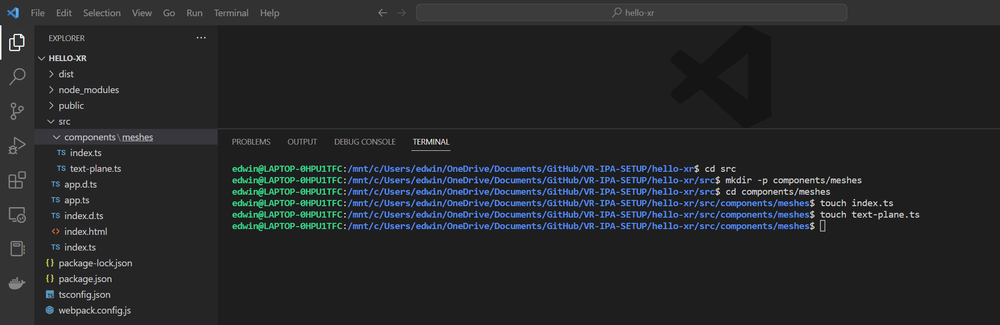 File Edit Selection View Go Run Terminal Help
hello-xr
EXPLORER
HELLO-XR
dist
node_modules
public
src
components\meshes
TS index.ts
TS text-plane.ts
TS app.d.ts
TS app.ts
TS index.d.ts
<> index.html
TS index.ts
{} package-lock.json
{} package.json
TS tsconfig.json
webpack.config.js
PROBLEMS OUTPUT DEBUG CONSOLE TERMINAL
edwin@LAPTOP-0HPU1TFC:/mnt/c/Users/edwin/OneDrive/Documents/GitHub/VR-IPA-SETUP/hello-xr$ cd src
edwin@LAPTOP-0HPU1TFC:/mnt/c/Users/edwin/OneDrive/Documents/GitHub/VR-IPA-SETUP/hello-xr/src$ mkdir -p components/meshes
edwin@LAPTOP-0HPU1TFC:/mnt/c/Users/edwin/OneDrive/Documents/GitHub/VR-IPA-SETUP/hello-xr/src$ cd components/meshes
edwin@LAPTOP-0HPU1TFC:/mnt/c/Users/edwin/OneDrive/Documents/GitHub/VR-IPA-SETUP/hello-xr/src/components/meshes$ touch index.ts
edwin@LAPTOP-0HPU1TFC:/mnt/c/Users/edwin/OneDrive/Documents/GitHub/VR-IPA-SETUP/hello-xr/src/components/meshes$ touch text-plane.ts
edwin@LAPTOP-0HPU1TFC:/mnt/c/Users/edwin/OneDrive/Documents/GitHub/VR-IPA-SETUP/hello-xr/src/components/meshes$